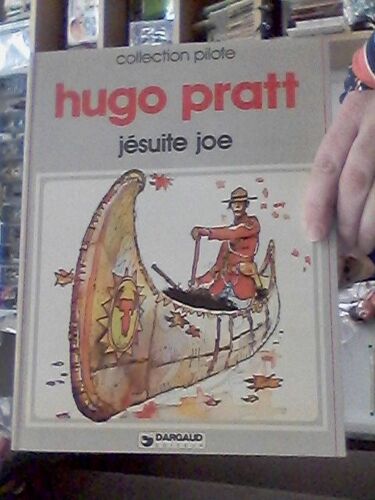 collection pilote
hugo pratt
jésuite joe
DARGAUD